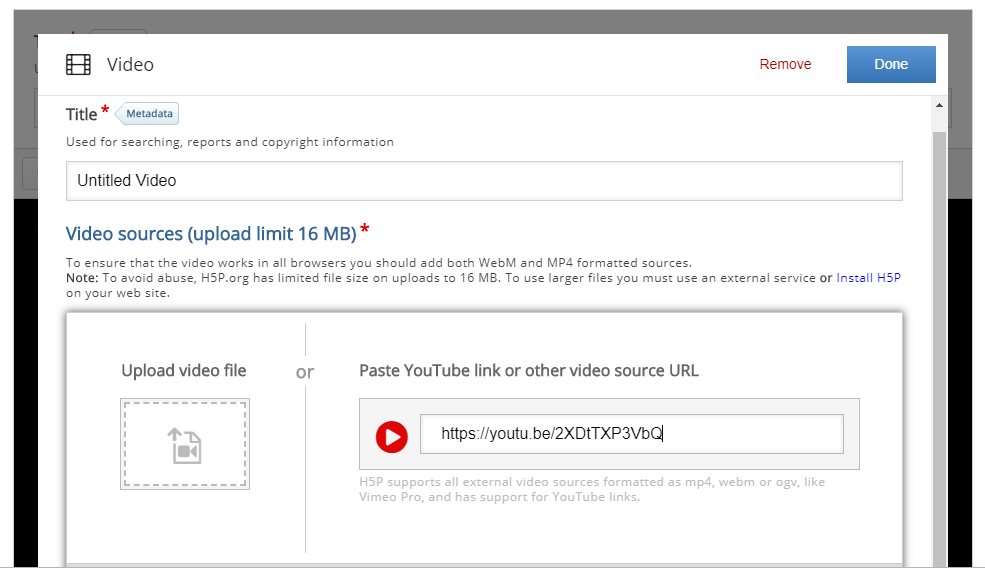 Video
Remove
Done
Title *
Metadata
Used for searching, reports and copyright information
Untitled Video
Video sources (upload limit 16 MB) *
To ensure that the video works in all browsers you should add both WebM and MP4 formatted sources.
Note: To avoid abuse, H5P.org has limited file size on uploads to 16 MB. To use larger files you must use an external service or Install H5P
on your web site.
Upload video file
or
Paste YouTube link or other video source URL
https://youtu.be/2XDtTXP3VbQ
H5P supports all external video sources formatted as mp4, webm or ogv, like
Vimeo Pro, and has support for YouTube links.